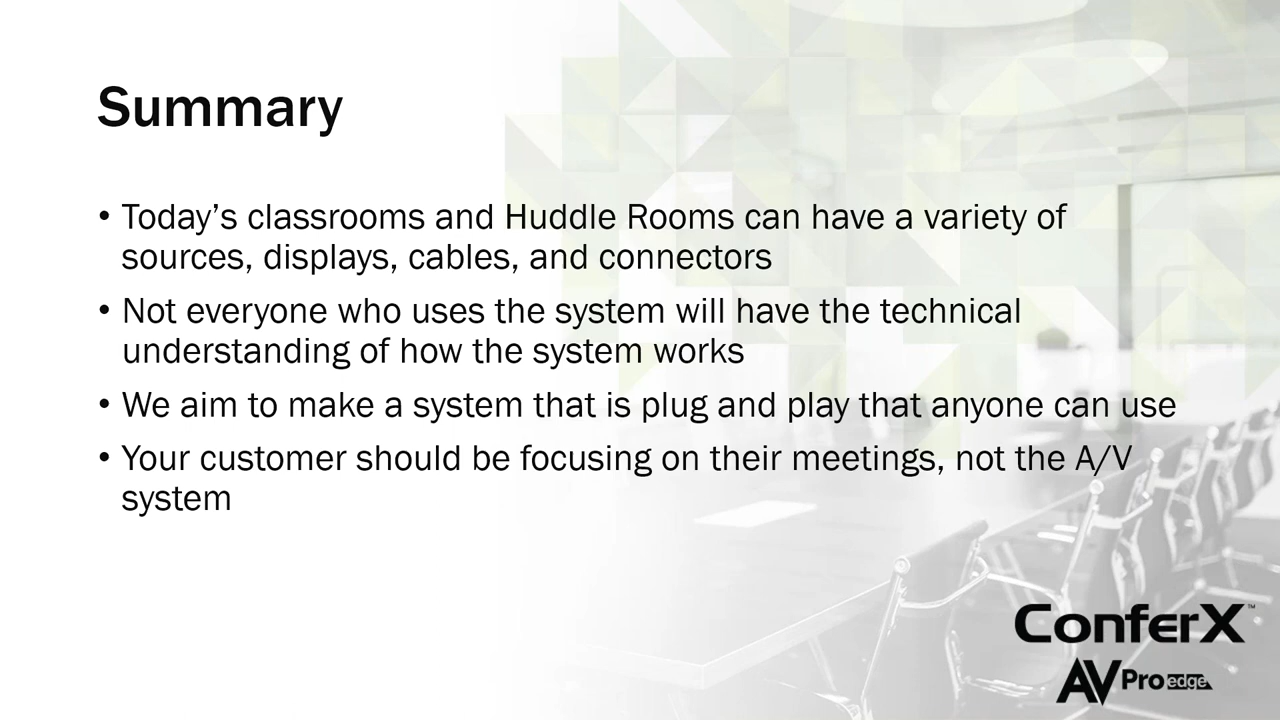 Summary
• Today’s classrooms and Huddle Rooms can have a variety of
sources, displays, cables, and connectors
• Not everyone who uses the system will have the technical
understanding of how the system works
• We aim to make a system that is plug and play that anyone can use
• Your customer should be focusing on their meetings, not the A/V
system
ConferX™
AVPro edge